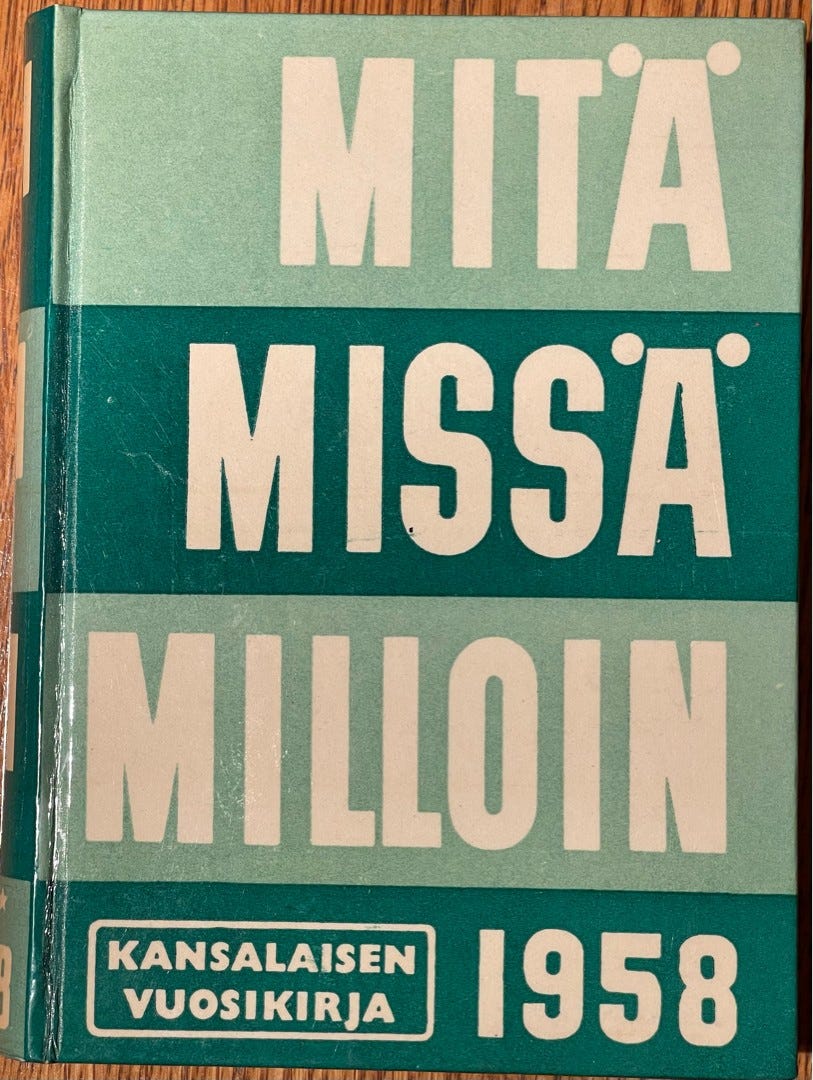 MITÄ
MISSÄ
MILLOIN
KANSALAISEN
VUOSIKIRJA
1958